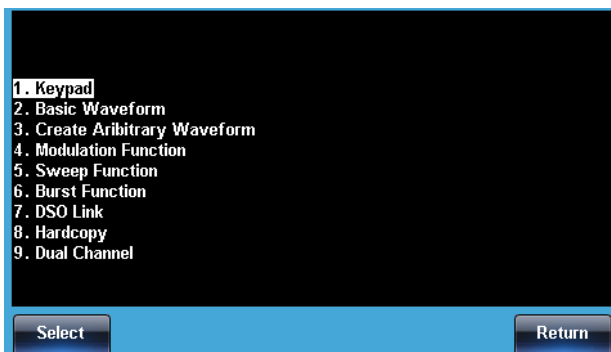 1. Keypad
2. Basic Waveform
3. Create Aribitrary Waveform
4. Modulation Function
5. Sweep Function
6. Burst Function
7. DSO Link
8. Hardcopy
9. Dual Channel
Select
Return